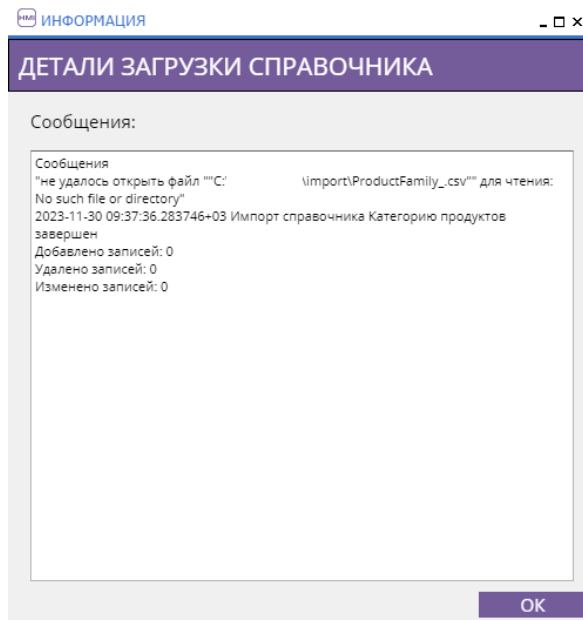 HMI ИНФОРМАЦИЯ
ДЕТАЛИ ЗАГРУЗКИ СПРАВОЧНИКА
Сообщения:
Сообщения
"не удалось открыть файл ""C:' \import\ProductFamily_.csv"" для чтения:
No such file or directory"
2023-11-30 09:37:36.283746+03 Импорт справочника Категорию продуктов
завершен
Добавлено записей: 0
Удалено записей: 0
Изменено записей: 0
ОК